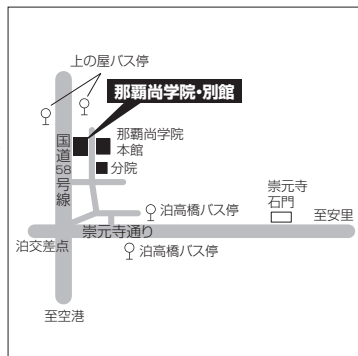 上の屋バス停
那覇尚学院・別館
那覇尚学院
本館
分院
国道58号線
崇元寺
石門
泊高橋バス停
至安里
崇元寺通り
泊交差点
泊高橋バス停
至空港